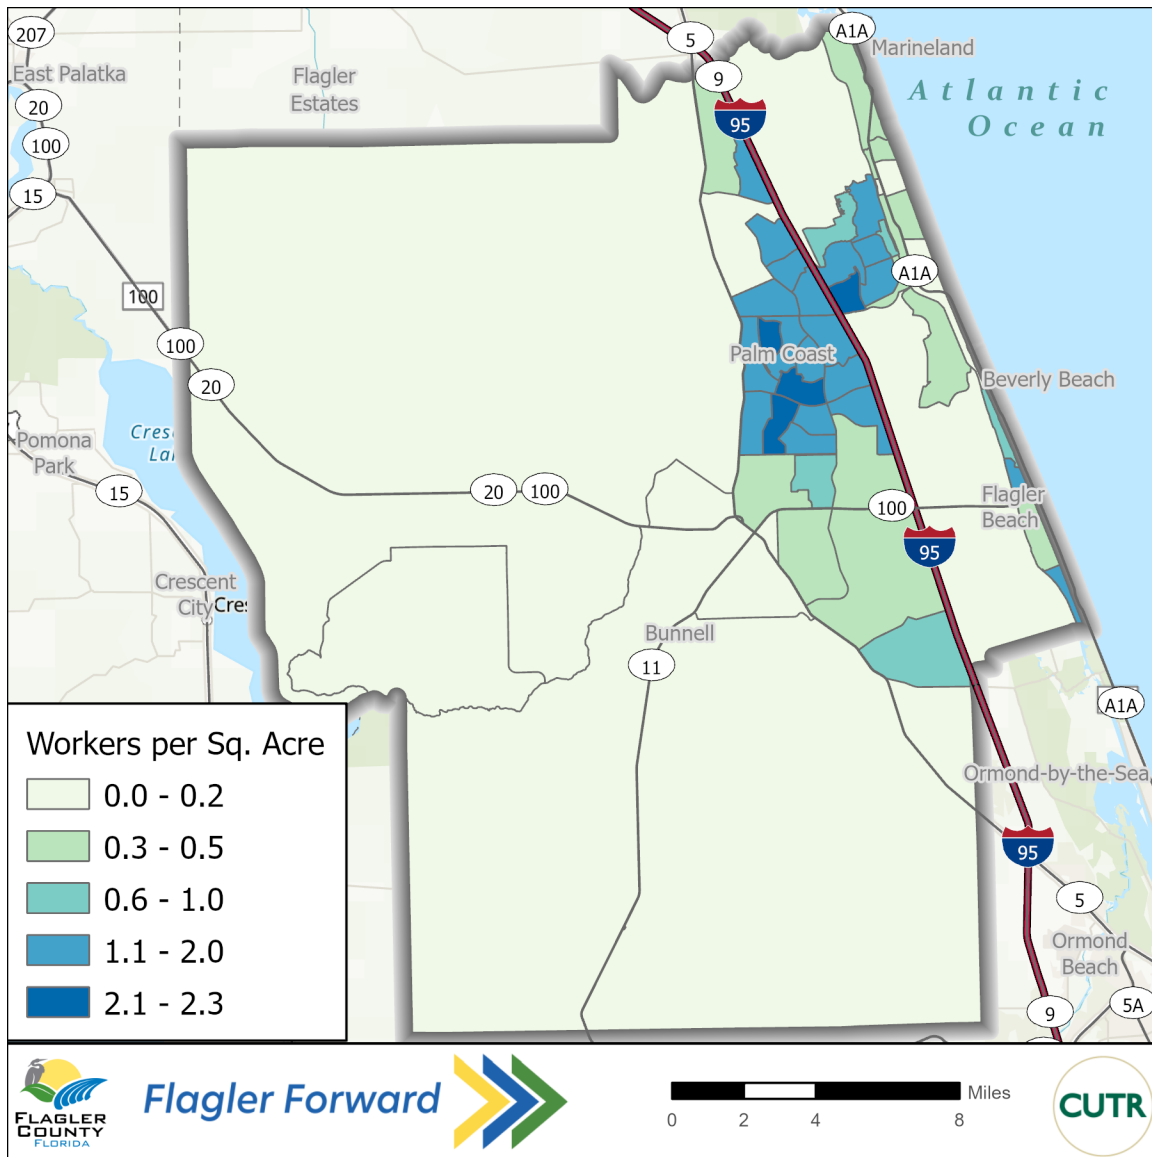 207
5
A1A
Marineland
East Palatka
Flagler
Estates
9
Atlantic
Ocean
20
95
100
15
A1A
100
100
20
Palm Coast
Beverly Beach
Cres
La
Pomona
Park
15
20
100
100
Flagler
Beach
95
Crescent
City
Cres
Bunnell
11
A1A
Ormond-by-the-Sea
95
5
Ormond
Beach
9
5A
Workers per Sq. Acre
0.0 - 0.2
0.3 - 0.5
0.6 - 1.0
1.1 - 2.0
2.1 - 2.3
FLAGLER
COUNTY
FLORIDA
Flagler Forward
Miles
0 2 4 8
CUTR